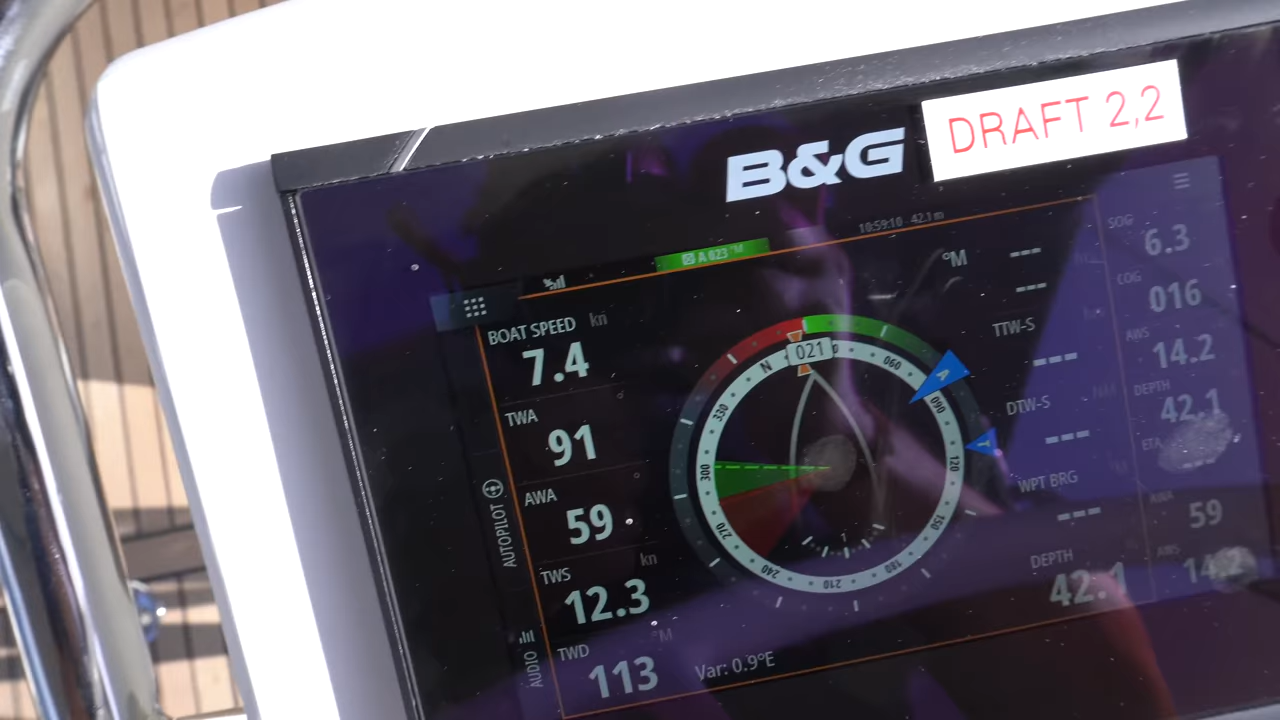 DRAFT 2,2
B&G
10:59:10 42.1 m
A 023 °M
BOAT SPEED kn
7.4
TWA °
91
AWA °
59
TWS kn
12.3
TWD °M
113
Var: 0.9°E
AUTOPILOT
AUDIO
021
N
060
090
120
150
180
210
240
270
300
330
A
T
°M ---
---
TTW-S
---
DTW-S
---
WPT BRG
---
DEPTH
42.1
SOG
6.3
COG
016
AWS
14.2
DEPTH
42.1
ETA
AWA
59
AWS
14.2